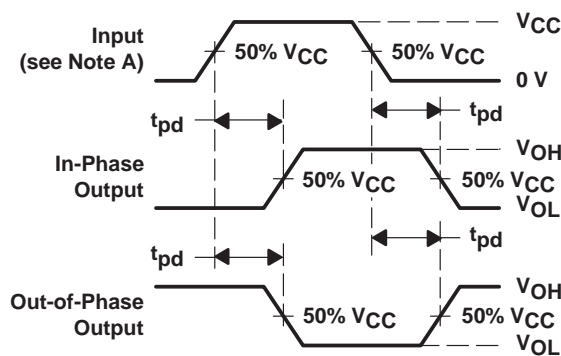 VCC
Input
(see Note A)
50% VCC
50% VCC
0 V
tpd
tpd
VOH
In-Phase
Output
50% VCC
50% VCC
VOL
tpd
tpd
VOH
Out-of-Phase
Output
50% VCC
50% VCC
VOL